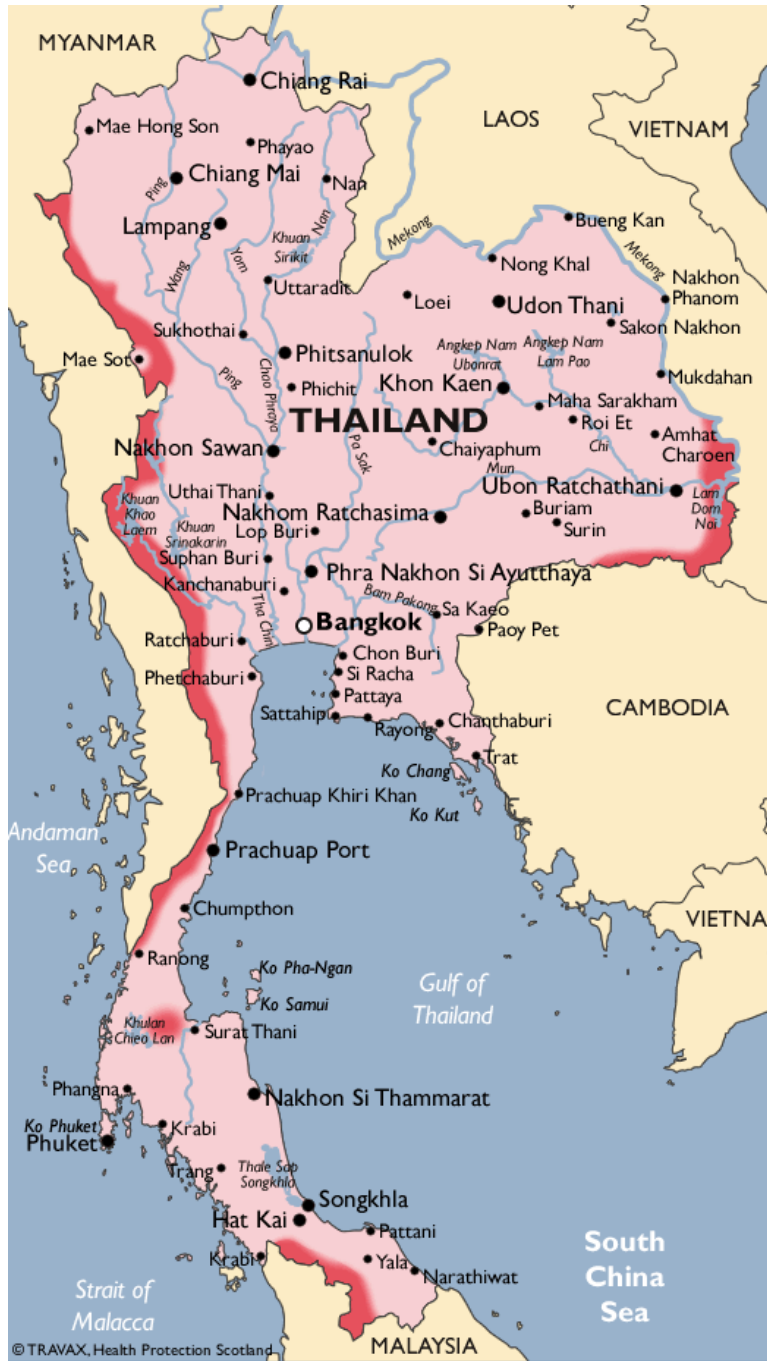 MYANMAR
Chiang Rai
LAOS
VIETNAM
Mae Hong Son
Phayao
Ping
Chiang Mai
Nan
Lampang
Nan
Khuan
Sirikit
Mekong
Bueng Kan
Mekong
Wang
Yom
Nong Khal
Nakhon
Phanom
Uttaradit
Loei
Udon Thani
Sakon Nakhon
Sukhothai
Mae Sot
Phitsanulok
Angkep Nam
Ubonrat
Angkep Nam
Lam Pao
Ping
Chao Phraya
Phichit
Khon Kaen
Mukdahan
Maha Sarakham
THAILAND
Roi Et
Amhat
Charoen
Nakhon Sawan
Pa Sak
Chaiyaphum
Chi
Mun
Uthai Thani
Ubon Ratchathani
Khuan
Khao
Laem
Lam
Dom
Noi
Nakhom Ratchasima
Buriam
Khuan
Srinakarin
Lop Buri
Surin
Suphan Buri
Phra Nakhon Si Ayutthaya
Kanchanaburi
Bam Pakong
Sa Kaeo
Tha Chin
Bangkok
Paoy Pet
Ratchaburi
Chon Buri
Si Racha
Phetchaburi
Pattaya
CAMBODIA
Sattahip
Rayong
Chanthaburi
Trat
Ko Chang
Prachuap Khiri Khan
Ko Kut
Andaman
Sea
Prachuap Port
Chumpthon
VIETNA
Ranong
Ko Pha-Ngan
Gulf of
Thailand
Ko Samui
Khulan
Chieo Lan
Surat Thani
Phangna
Nakhon Si Thammarat
Ko Phuket
Phuket
Krabi
Trang
Thale Sap
Songkhla
Songkhla
Hat Kai
Pattani
South
China
Sea
Krabi
Yala
Narathiwat
Strait of
Malacca
© TRAVAX, Health Protection Scotland
MALAYSIA